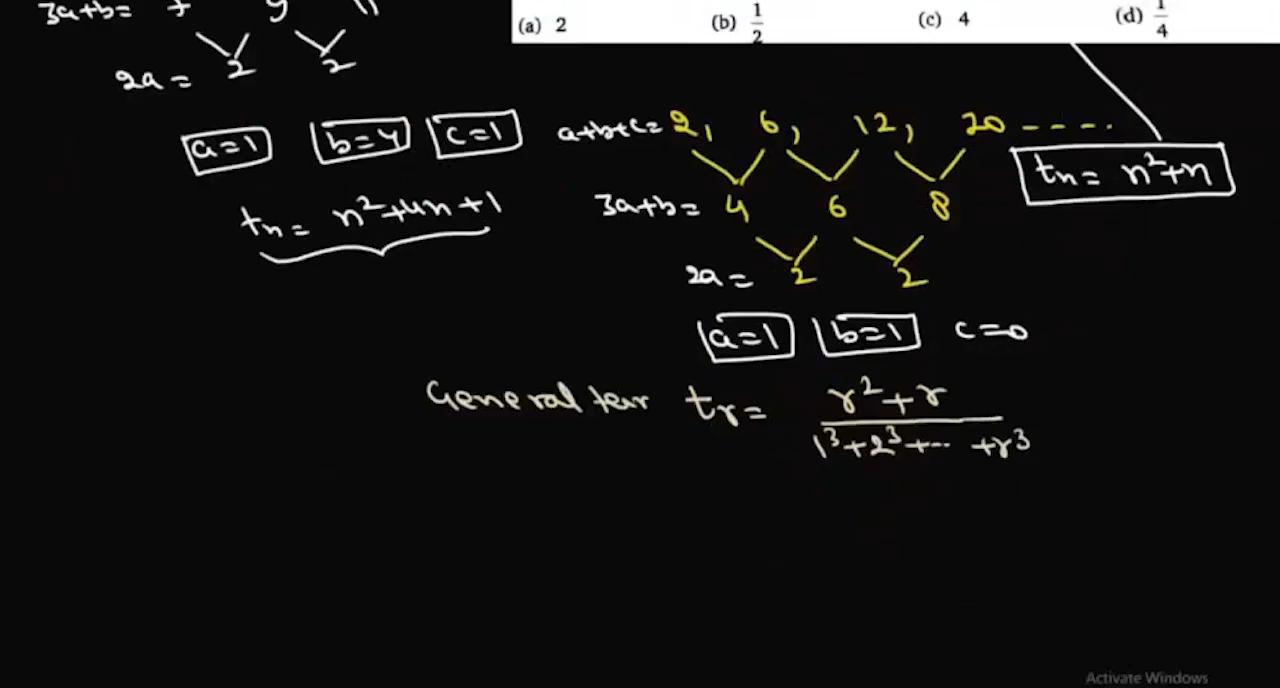 3a+b= 7 9 11
(a) 2 (b) 1/2 (c) 4 (d) 1/4
2a= 2 2
a=1 b=4 c=1
a+b+c= 2, 6, 12, 20 ----.
tn= n²+n
3a+b= 4 6 8
tn= n²+4n+1
2a= 2 2
a=1 b=1 c=0
General ter tr= r²+r / 1³+2³+-- +r³
Activate Windows